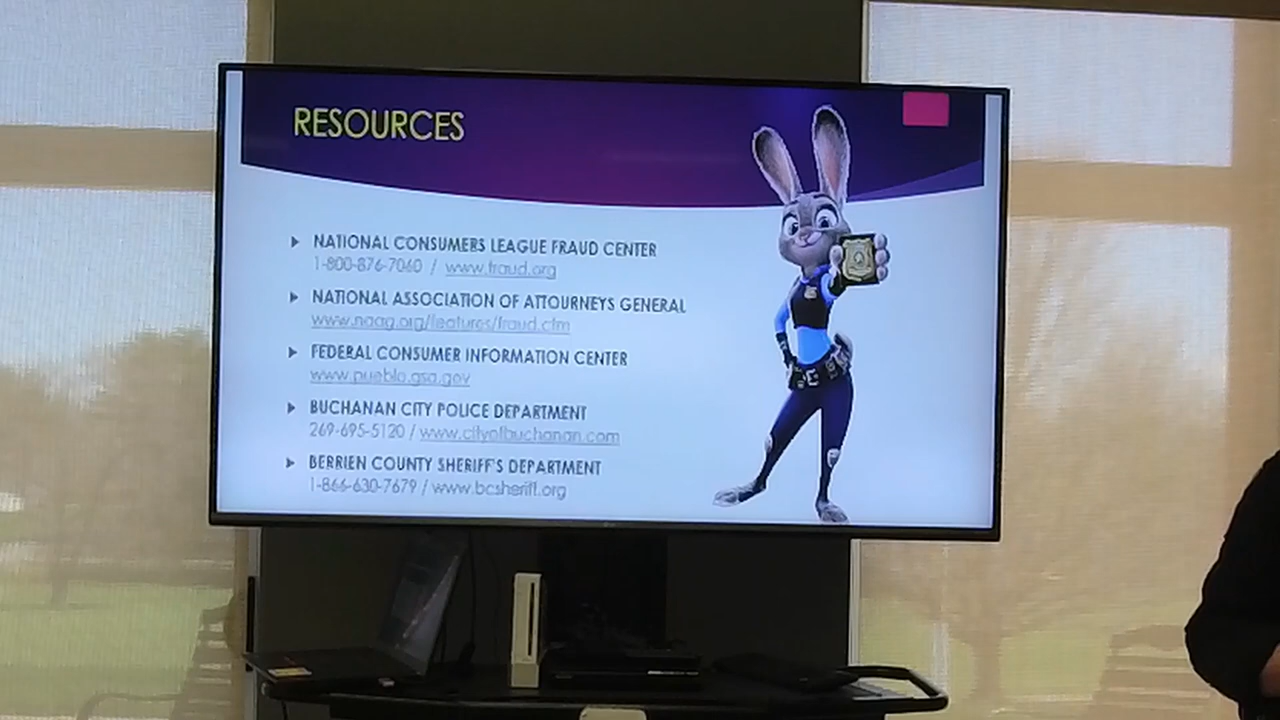 RESOURCES
NATIONAL CONSUMERS LEAGUE FRAUD CENTER
1-800-876-7060 / www.fraud.org
NATIONAL ASSOCIATION OF ATTOURNEYS GENERAL
www.naag.org/features/fraud.cfm
FEDERAL CONSUMER INFORMATION CENTER
www.pueblo.gsa.gov
BUCHANAN CITY POLICE DEPARTMENT
269-695-5120 / www.cityofbuchanan.com
BERRIEN COUNTY SHERIFF'S DEPARTMENT
1-866-630-7679 / www.bcsheriff.org